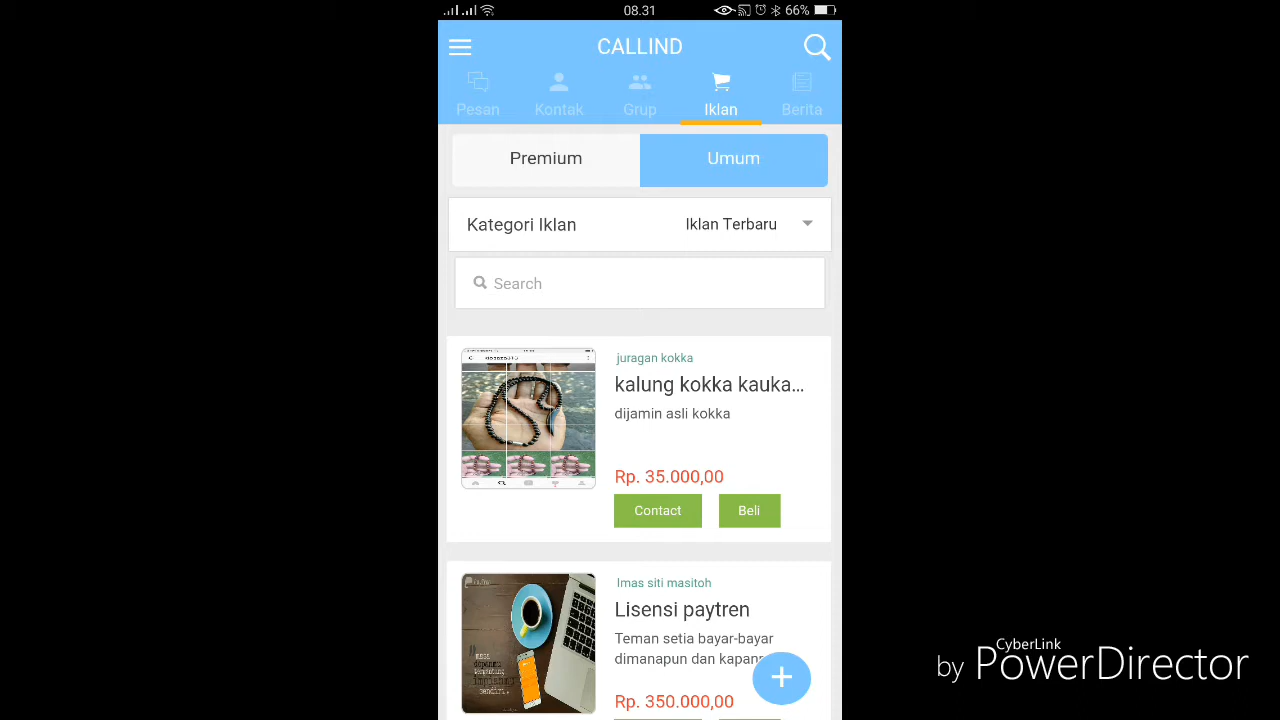 08.31
66%
CALLIND
Pesan
Kontak
Grup
Iklan
Berita
Premium
Umum
Kategori Iklan
Iklan Terbaru
Search
juragan kokka
kalung kokka kauka...
dijamin asli kokka
Rp. 35.000,00
Contact
Beli
Imas siti masitoh
Lisensi paytren
Teman setia bayar-bayar
dimanapun dan kapan
Rp. 350.000,00
by CyberLink PowerDirector